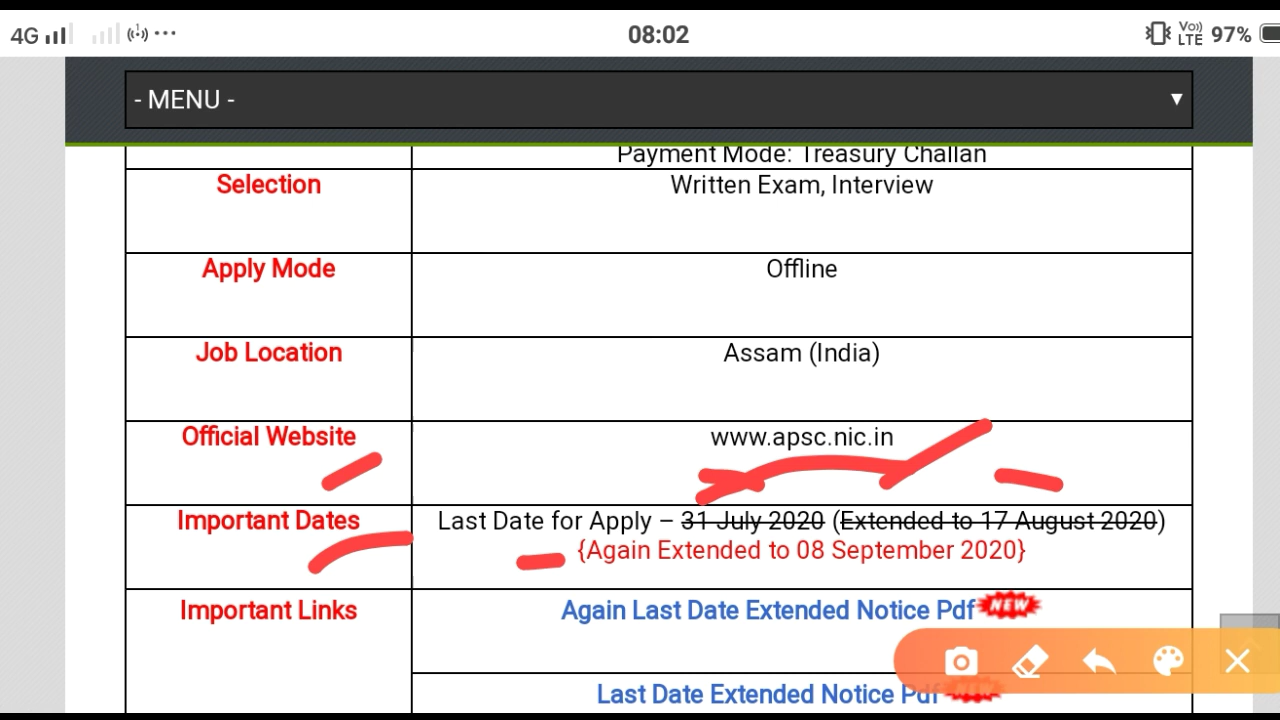 4G 08:02 Vo)) LTE 97%
- MENU -
Payment Mode: Treasury Challan
Selection Written Exam, Interview
Apply Mode Offline
Job Location Assam (India)
Official Website www.apsc.nic.in
Important Dates Last Date for Apply – 31 July 2020 (Extended to 17 August 2020)
{Again Extended to 08 September 2020}
Important Links Again Last Date Extended Notice Pdf NEW
Last Date Extended Notice Pdf NEW